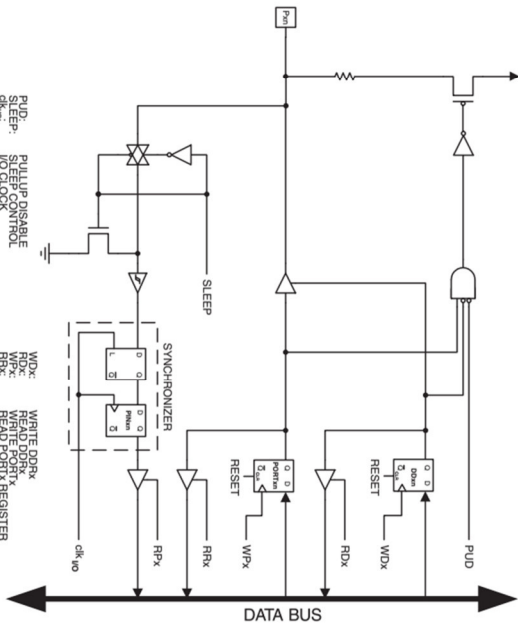 Pxn
PUD
DDxn
Q D
Q CLR
RESET
WDx
RDx
PORTxn
Q D
Q CLR
RESET
WPx
RRx
SLEEP
SYNCHRONIZER
D Q
L Q
D Q
PINxn
Q
RPx
clk I/O
DATA BUS
PUD: PULLUP DISABLE
SLEEP: SLEEP CONTROL
clk I/O: I/O CLOCK
WDx: WRITE DDRx
RDx: READ DDRx
WPx: WRITE PORTx
RRx: READ PORTx REGISTER